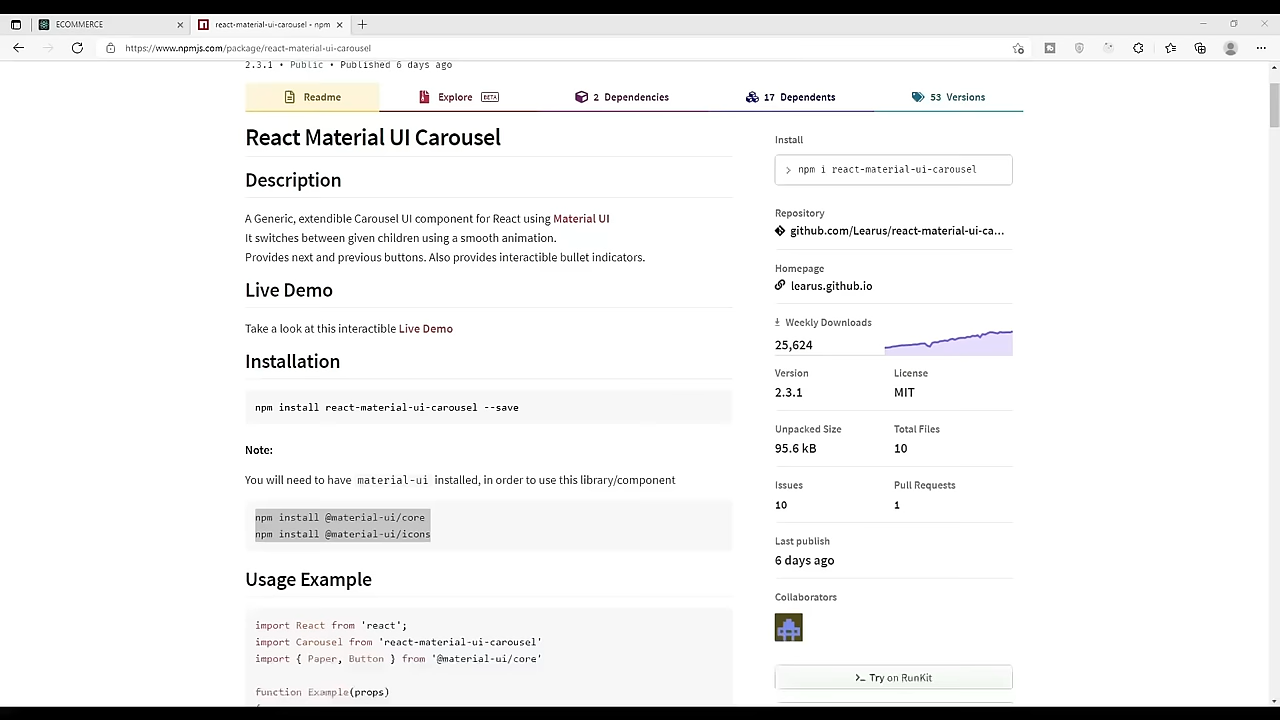 ECOMMERCE
react-material-ui-carousel - npm
https://www.npmjs.com/package/react-material-ui-carousel
2.3.1 • Public • Published 6 days ago
Readme
Explore BETA
2 Dependencies
17 Dependents
53 Versions
React Material UI Carousel
Description
A Generic, extendible Carousel UI component for React using Material UI
It switches between given children using a smooth animation.
Provides next and previous buttons. Also provides interactible bullet indicators.
Live Demo
Take a look at this interactible Live Demo
Installation
npm install react-material-ui-carousel --save
Note:
You will need to have material-ui installed, in order to use this library/component
npm install @material-ui/core
npm install @material-ui/icons
Usage Example
import React from 'react';
import Carousel from 'react-material-ui-carousel'
import { Paper, Button } from '@material-ui/core'
function Example(props)
Install
> npm i react-material-ui-carousel
Repository
github.com/Learus/react-material-ui-ca...
Homepage
learus.github.io
Weekly Downloads
25,624
Version
License
2.3.1
MIT
Unpacked Size
Total Files
95.6 kB
10
Issues
Pull Requests
10
1
Last publish
6 days ago
Collaborators
>_ Try on RunKit